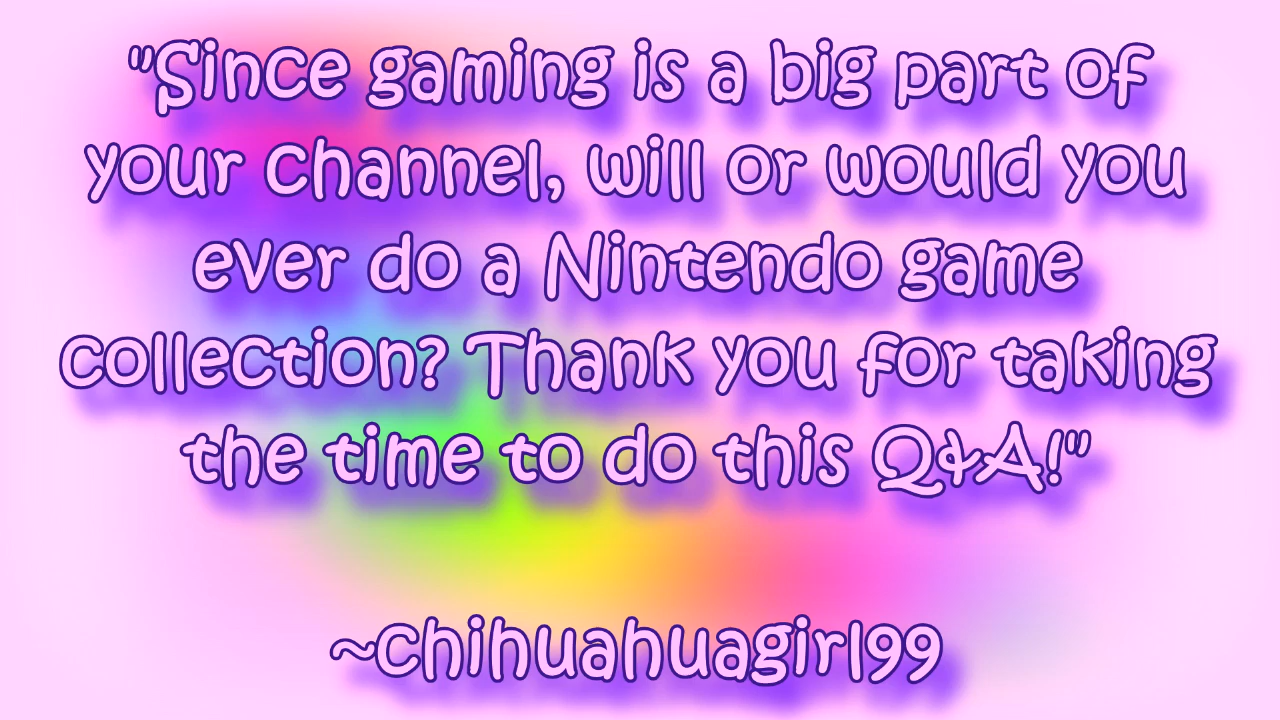 "Since gaming is a big part of
your channel, will or would you
ever do a Nintendo game
collection? Thank you for taking
the time to do this Q&A!"
~chihuahuagirl99